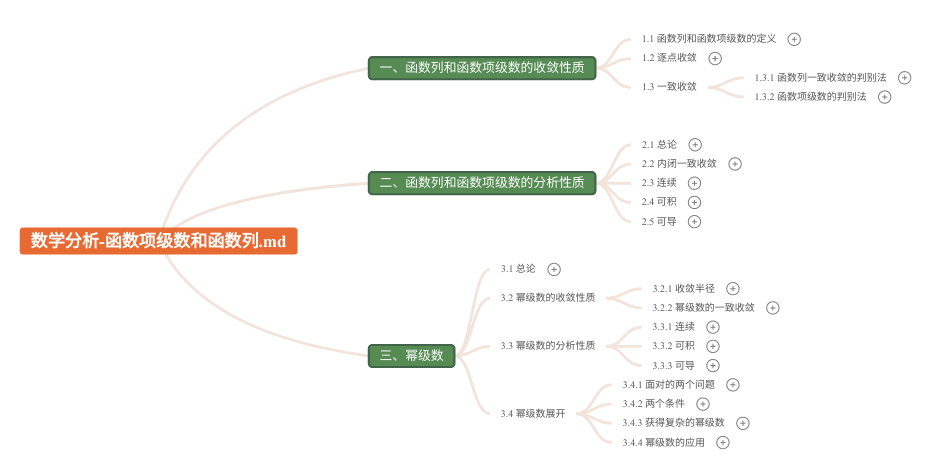 数学分析-函数项级数和函数列.md
一、函数列和函数项级数的收敛性质
1.1 函数列和函数项级数的定义
1.2 逐点收敛
1.3 一致收敛
1.3.1 函数列一致收敛的判别法
1.3.2 函数项级数的判别法
二、函数列和函数项级数的分析性质
2.1 总论
2.2 内闭一致收敛
2.3 连续
2.4 可积
2.5 可导
三、幂级数
3.1 总论
3.2 幂级数的收敛性质
3.2.1 收敛半径
3.2.2 幂级数的一致收敛
3.3 幂级数的分析性质
3.3.1 连续
3.3.2 可积
3.3.3 可导
3.4 幂级数展开
3.4.1 面对的两个问题
3.4.2 两个条件
3.4.3 获得复杂的幂级数
3.4.4 幂级数的应用